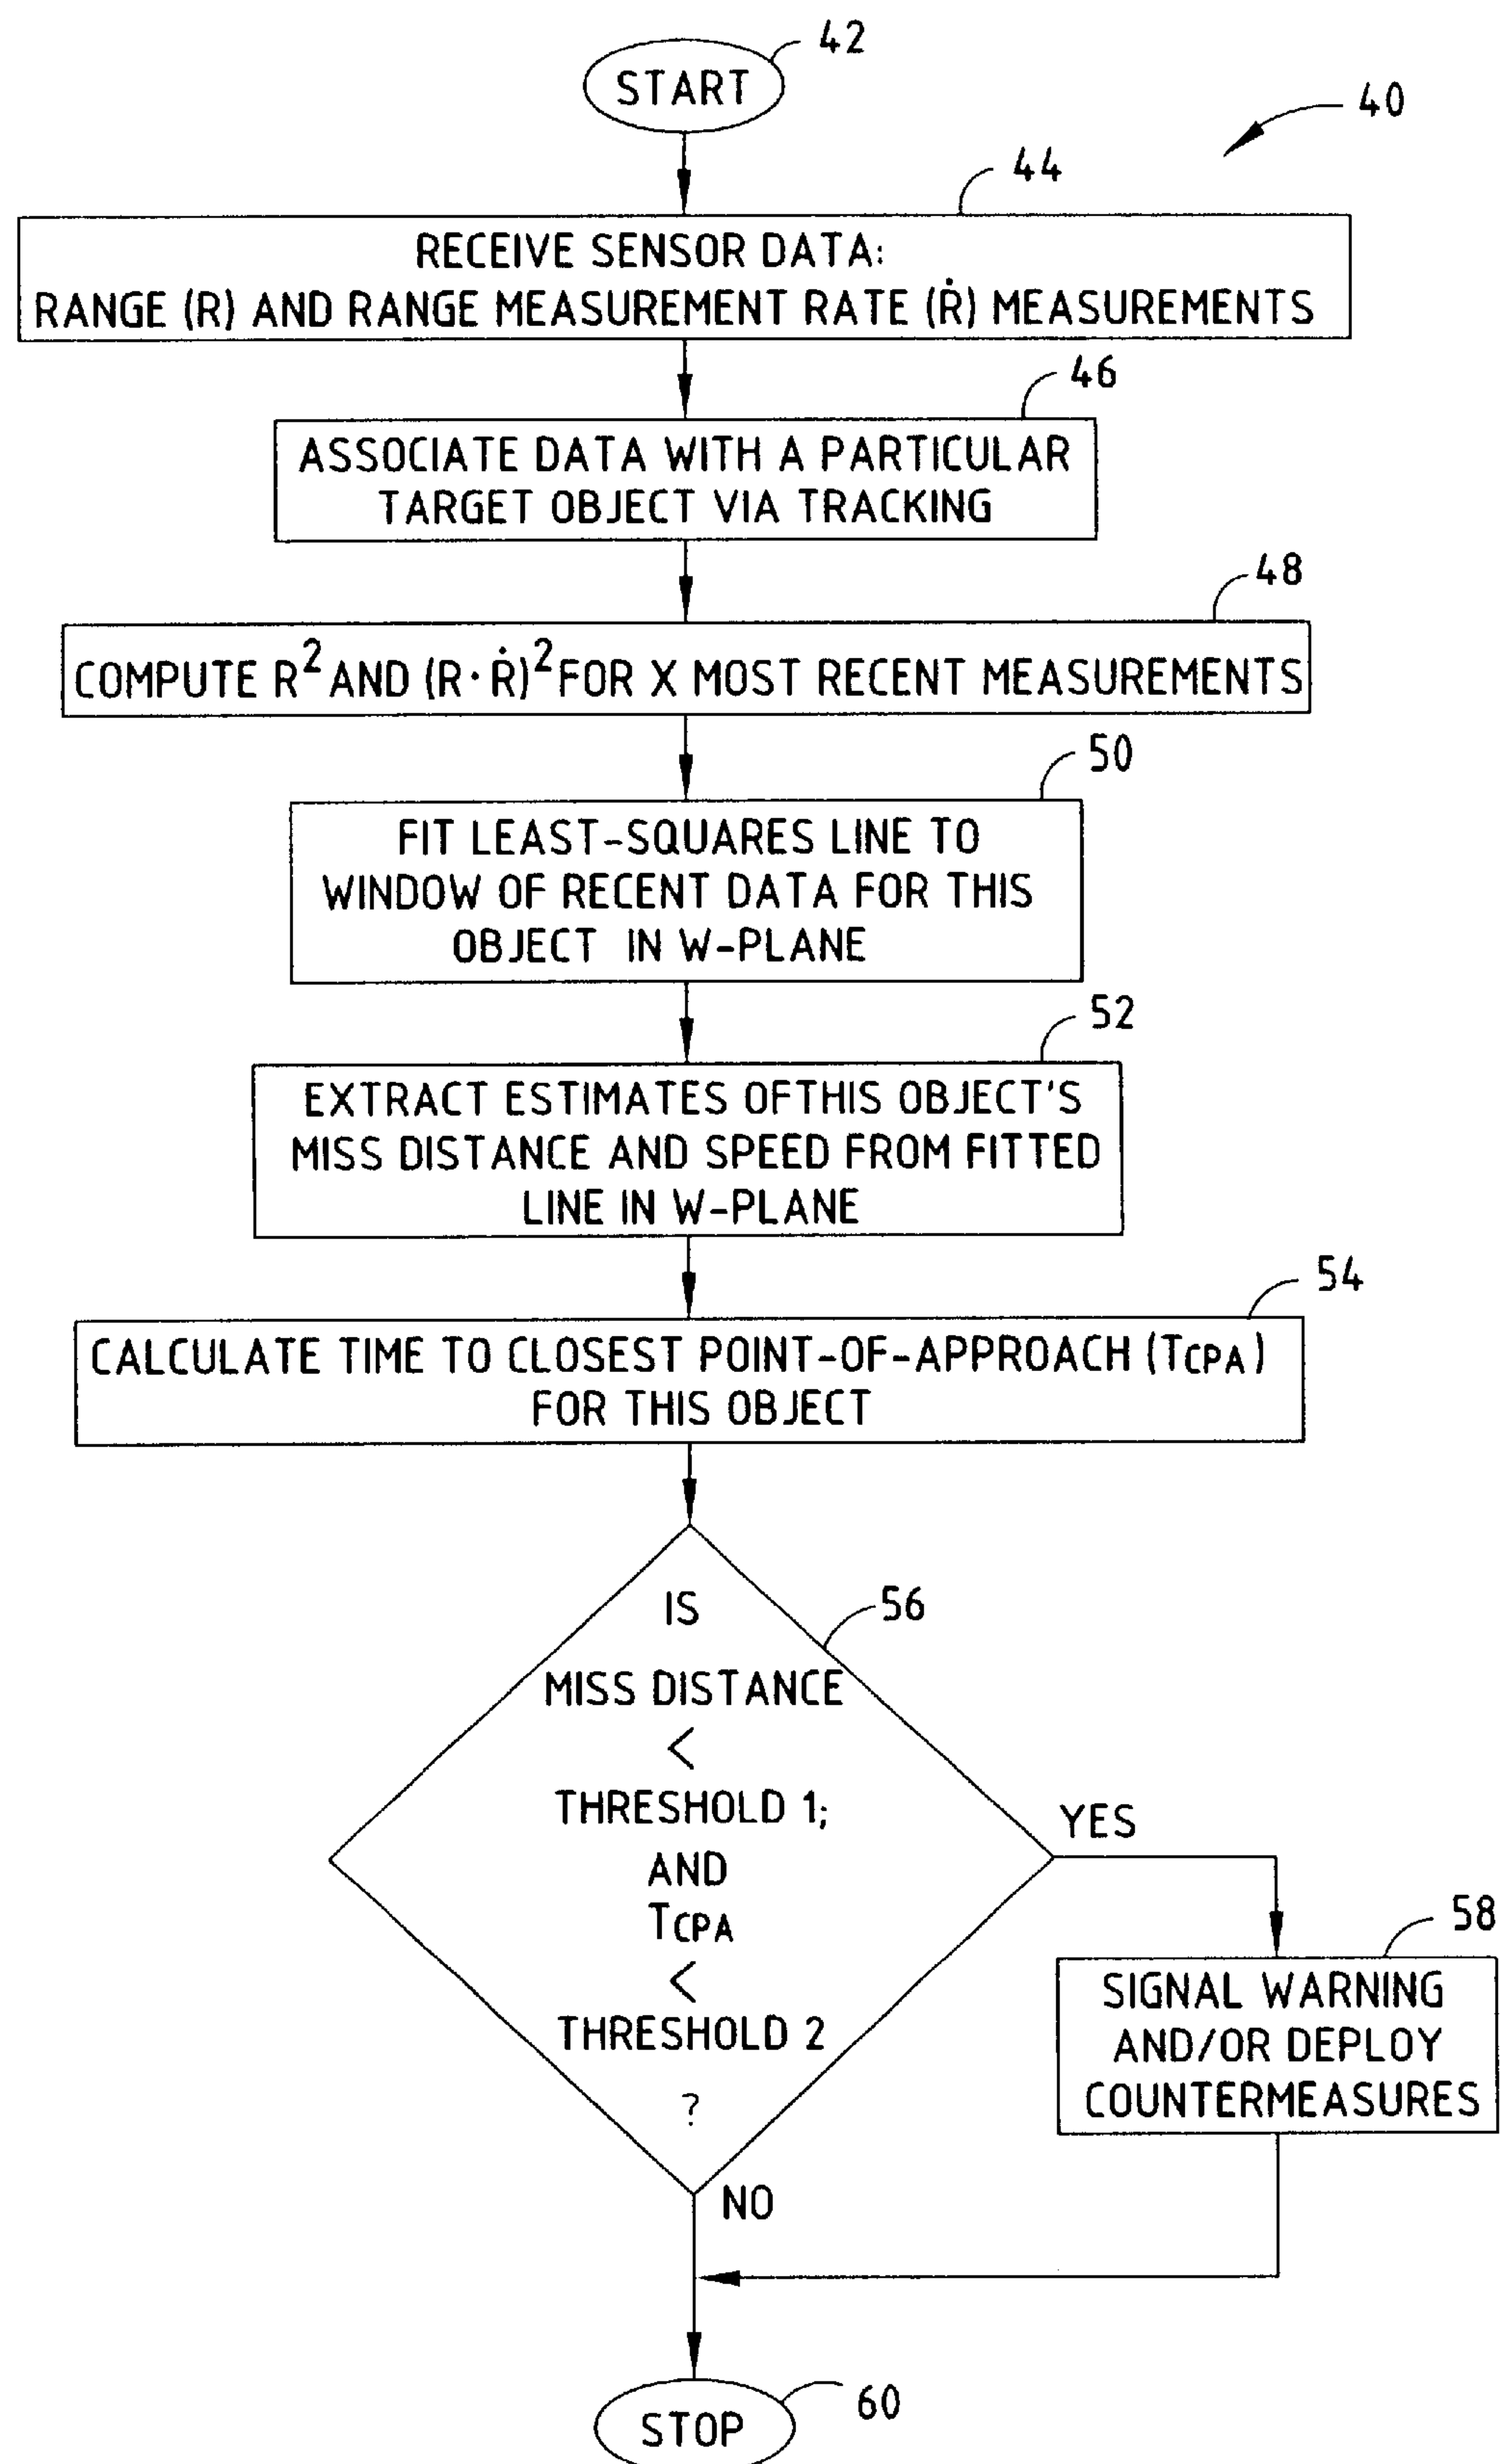 42
START
40
44
RECEIVE SENSOR DATA:
RANGE (R) AND RANGE MEASUREMENT RATE (Ṙ) MEASUREMENTS
46
ASSOCIATE DATA WITH A PARTICULAR
TARGET OBJECT VIA TRACKING
48
COMPUTE R² AND (R·Ṙ)² FOR X MOST RECENT MEASUREMENTS
50
FIT LEAST-SQUARES LINE TO
WINDOW OF RECENT DATA FOR THIS
OBJECT IN W-PLANE
52
EXTRACT ESTIMATES OFTHIS OBJECT'S
MISS DISTANCE AND SPEED FROM FITTED
LINE IN W-PLANE
54
CALCULATE TIME TO CLOSEST POINT-OF-APPROACH (TCPA)
FOR THIS OBJECT
IS
56
MISS DISTANCE
<
THRESHOLD 1;
AND
TCPA
<
THRESHOLD 2
?
YES
58
SIGNAL WARNING
AND/OR DEPLOY
COUNTERMEASURES
NO
60
STOP